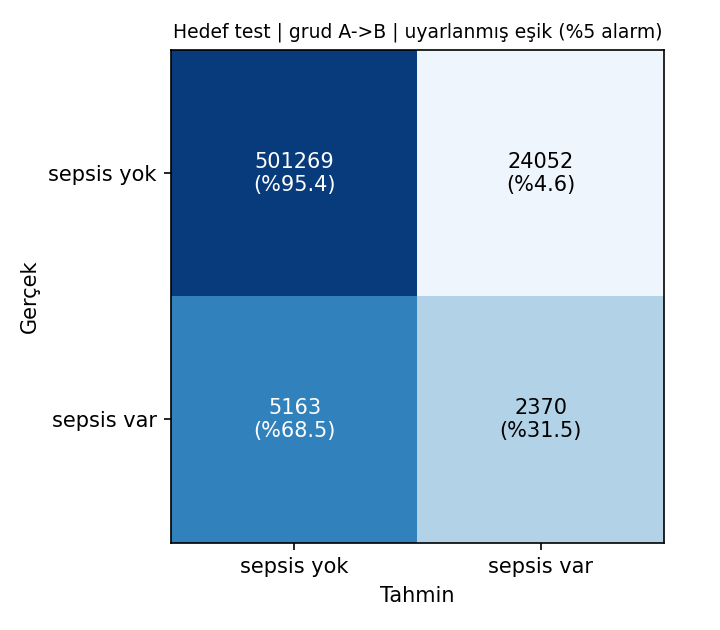 Hedef test | grud A->B | uyarlanmış eşik (%5 alarm)
sepsis yok
501269
(%95.4)
24052
(%4.6)
Gerçek
sepsis var
5163
(%68.5)
2370
(%31.5)
sepsis yok
sepsis var
Tahmin